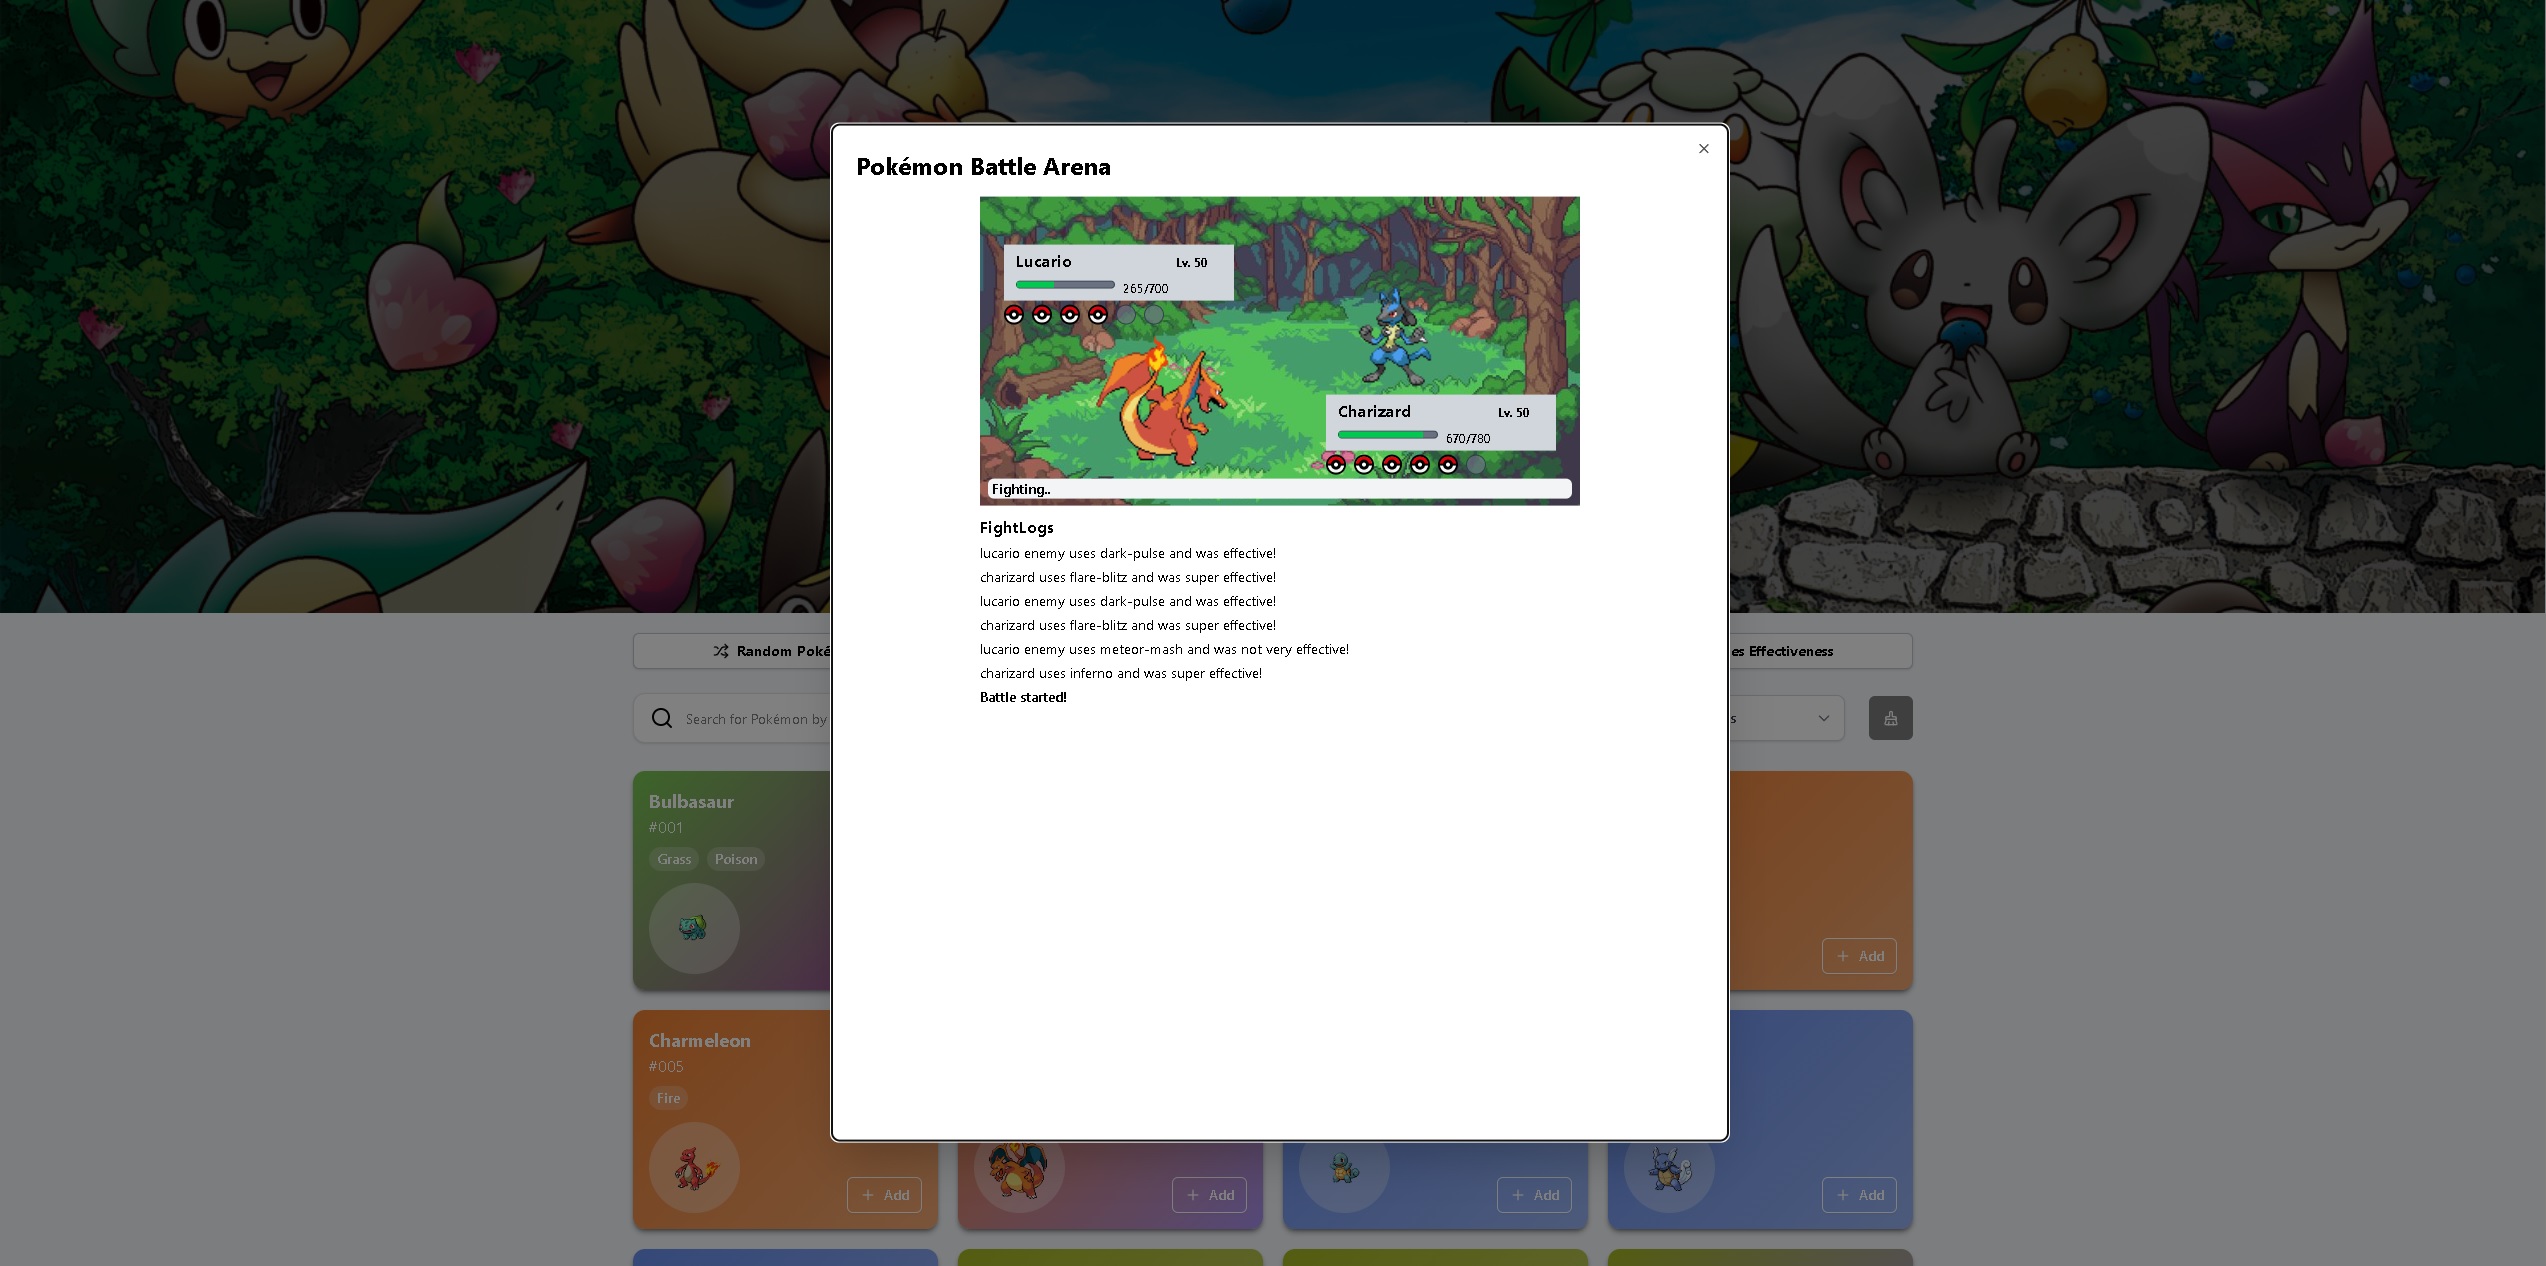 Pokémon Battle Arena
Lucario Lv. 50
265/700
Charizard Lv. 50
670/780
Fighting..
FightLogs
lucario enemy uses dark-pulse and was effective!
charizard uses flare-blitz and was super effective!
lucario enemy uses dark-pulse and was effective!
charizard uses flare-blitz and was super effective!
lucario enemy uses meteor-mash and was not very effective!
charizard uses inferno and was super effective!
Battle started!
Random Poké
es Effectiveness
Search for Pokémon by
s
Bulbasaur
#001
Grass Poison
Add
Charmeleon
#005
Fire
Add Add Add Add